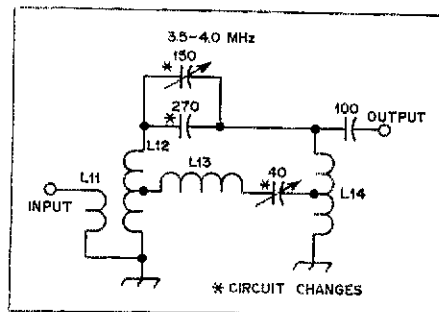 3.5-4.0 MHz
* 150
* 270
100
OUTPUT
L12
L13
* 40
L11
L14
INPUT
* CIRCUIT CHANGES